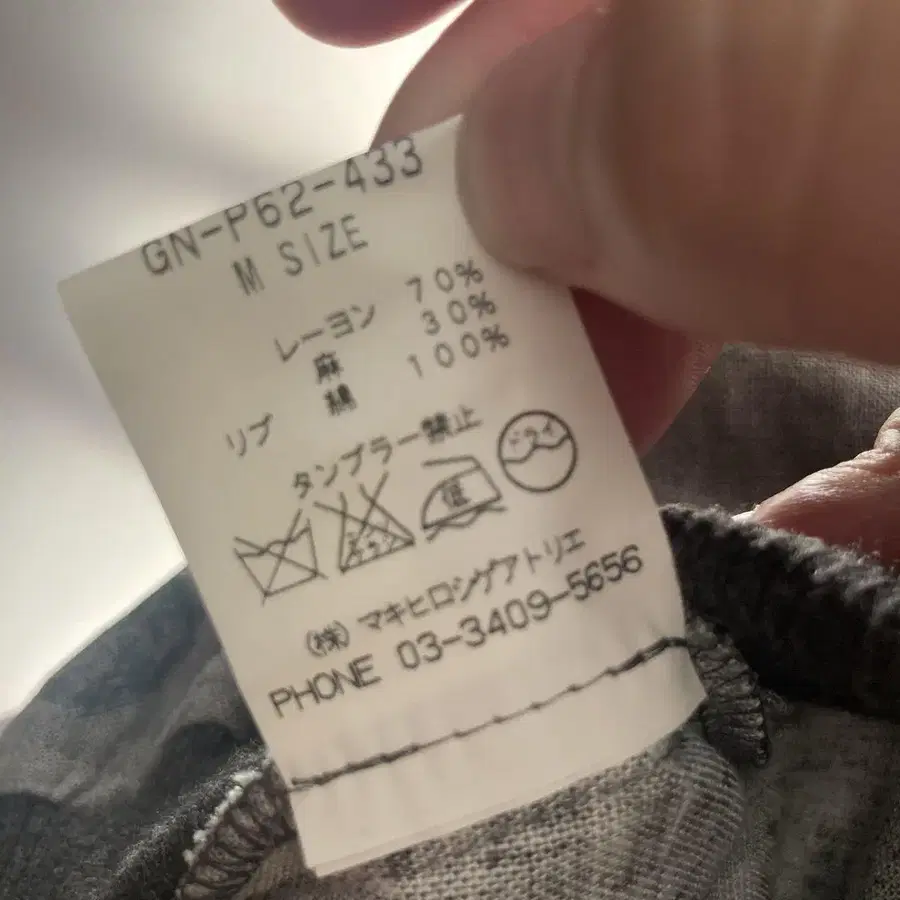 GN-P62-433
M SIZE
レーヨン 70%
麻 30%
リブ 綿 100%
タンブラー禁止
低 ドライ
(株) マキヒロシゲアトリエ
PHONE 03-3409-5656